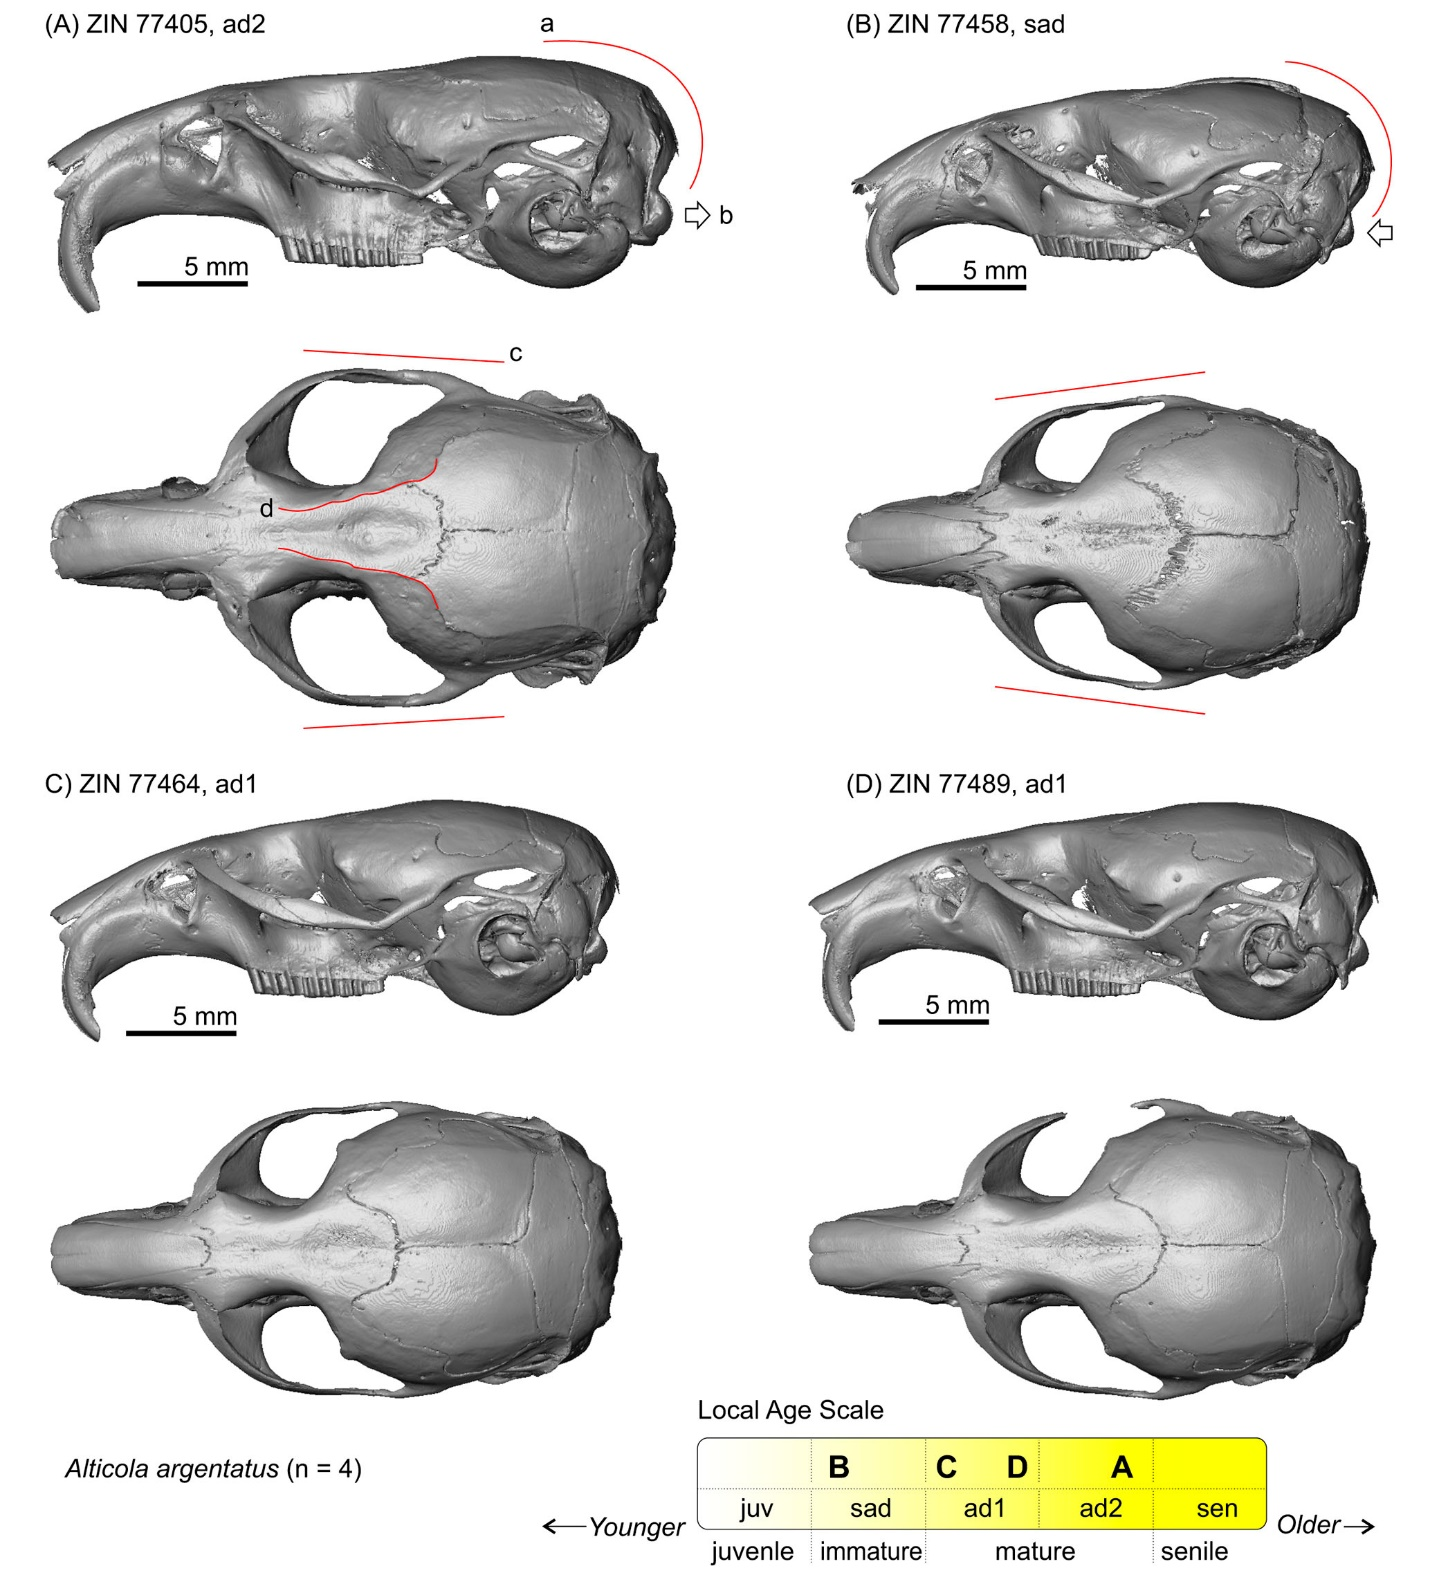 (A) ZIN 77405, ad2
a
(B) ZIN 77458, sad
b
5 mm
5 mm
c
d
C) ZIN 77464, ad1
(D) ZIN 77489, ad1
5 mm
5 mm
Local Age Scale
B C D A
juv sad ad1 ad2 sen
Alticola argentatus (n = 4)
Younger
Older
juvenle immature mature senile